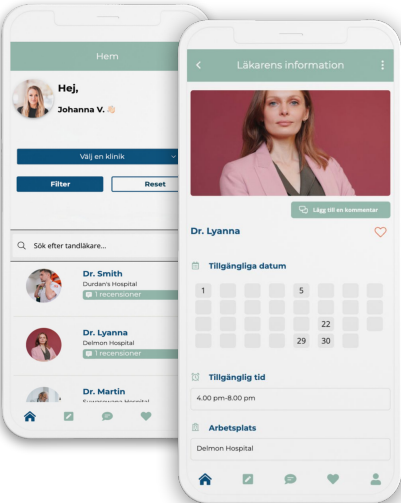 Hem
Hej,
Johanna V.
Välj en klinik
Filter
Reset
Sök efter tandläkare...
Dr. Smith
Durdan's Hospital
1 recensioner
Dr. Lyanna
Delmon Hospital
1 recensioner
Dr. Martin
Hospital
Läkarens information
Lägg till en kommentar
Dr. Lyanna
Tillgängliga datum
1 5
22
29 30
Tillgänglig tid
4.00 pm-8.00 pm
Arbetsplats
Delmon Hospital